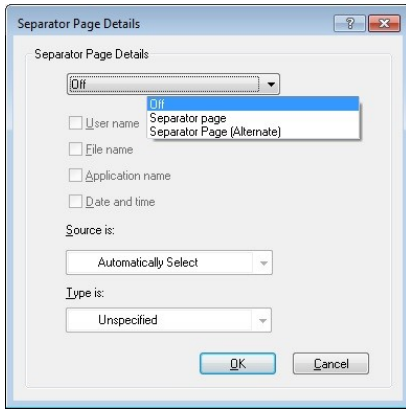 Separator Page Details
Separator Page Details
Off
Off
Separator page
Separator Page (Alternate)
User name
File name
Application name
Date and time
Source is:
Automatically Select
Type is:
Unspecified
OK
Cancel